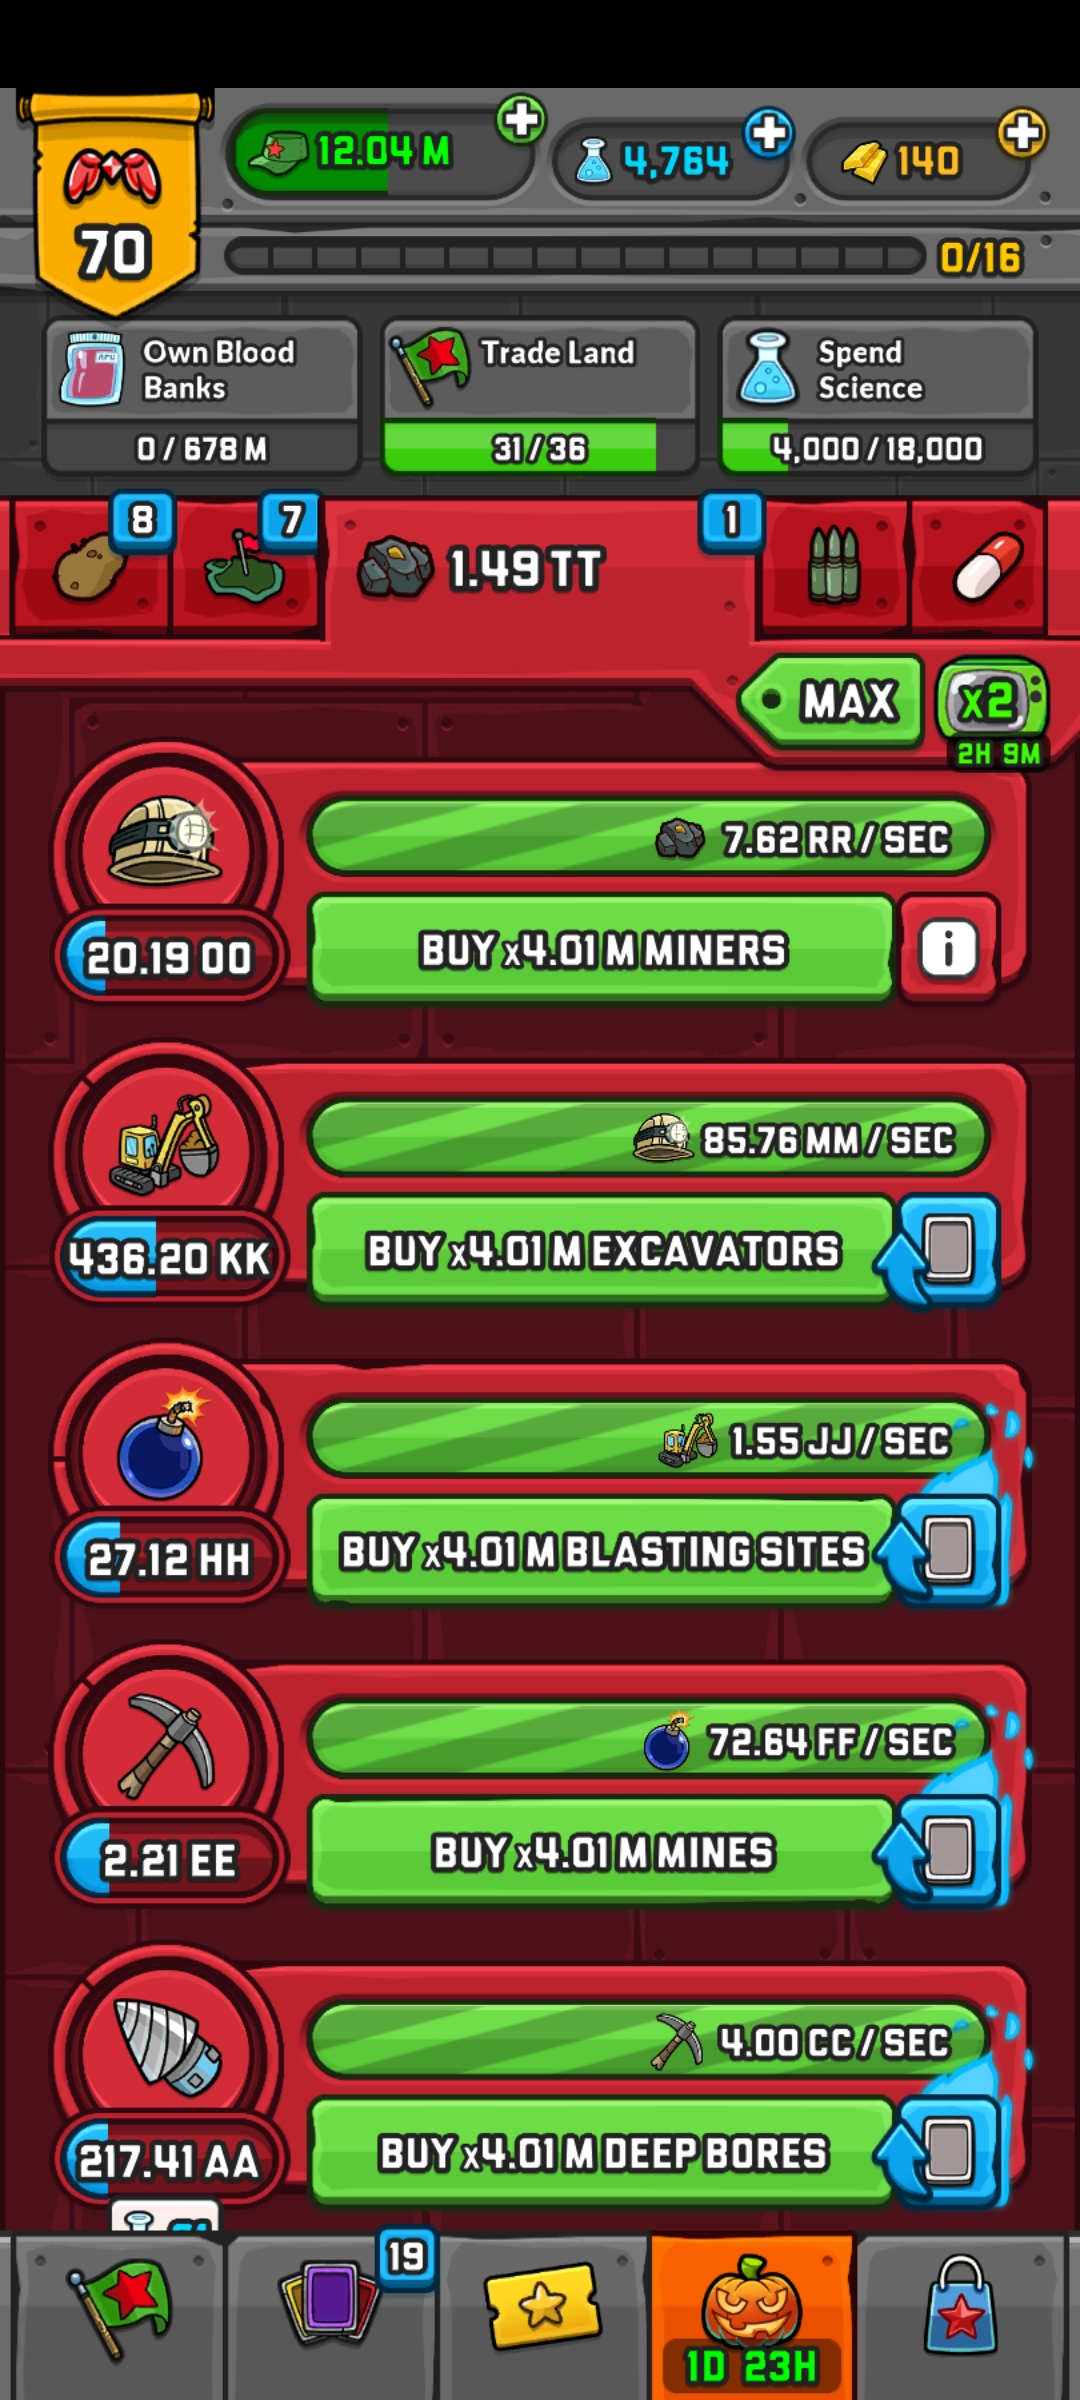 12.04 M
4,764
140
70
0/16
Own Blood
Banks
Trade Land
Spend
Science
0 / 678 M
31 / 36
4,000 / 18,000
8
7
1.49 TT
1
MAX
x2
2H 9M
7.62 RR / SEC
20.19 OO
BUY x4.01 M MINERS
i
85.76 MM / SEC
436.20 KK
BUY x4.01 M EXCAVATORS
1.55 JJ / SEC
27.12 HH
BUY x4.01 M BLASTING SITES
72.64 FF / SEC
2.21 EE
BUY x4.01 M MINES
4.00 CC / SEC
217.41 AA
BUY x4.01 M DEEP BORES
19
1D 23H